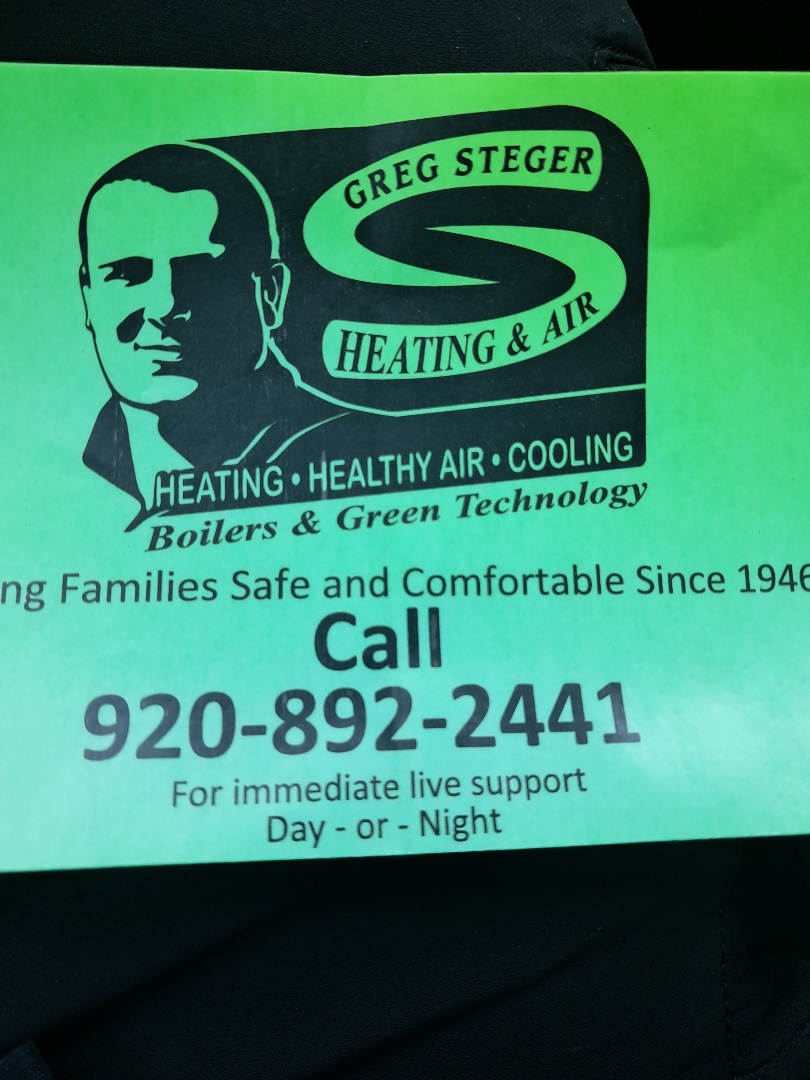 GREG STEGER
HEATING & AIR
HEATING • HEALTHY AIR • COOLING
Boilers & Green Technology
ng Families Safe and Comfortable Since 1946
Call
920-892-2441
For immediate live support
Day - or - Night